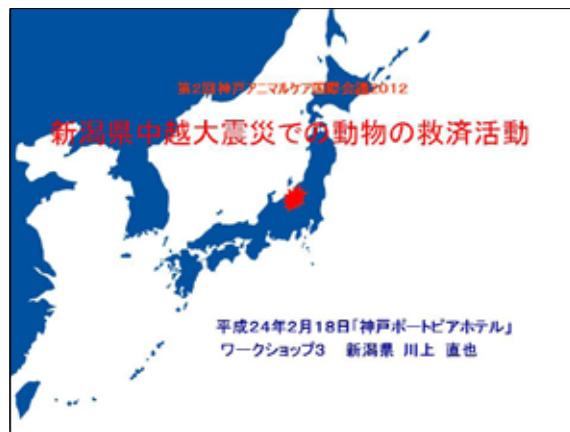 第2回神戸アニマルケア国際会議2012
新潟県中越大震災での動物の救済活動
平成24年2月18日「神戸ポートピアホテル」
ワークショップ3　新潟県 川上 直也